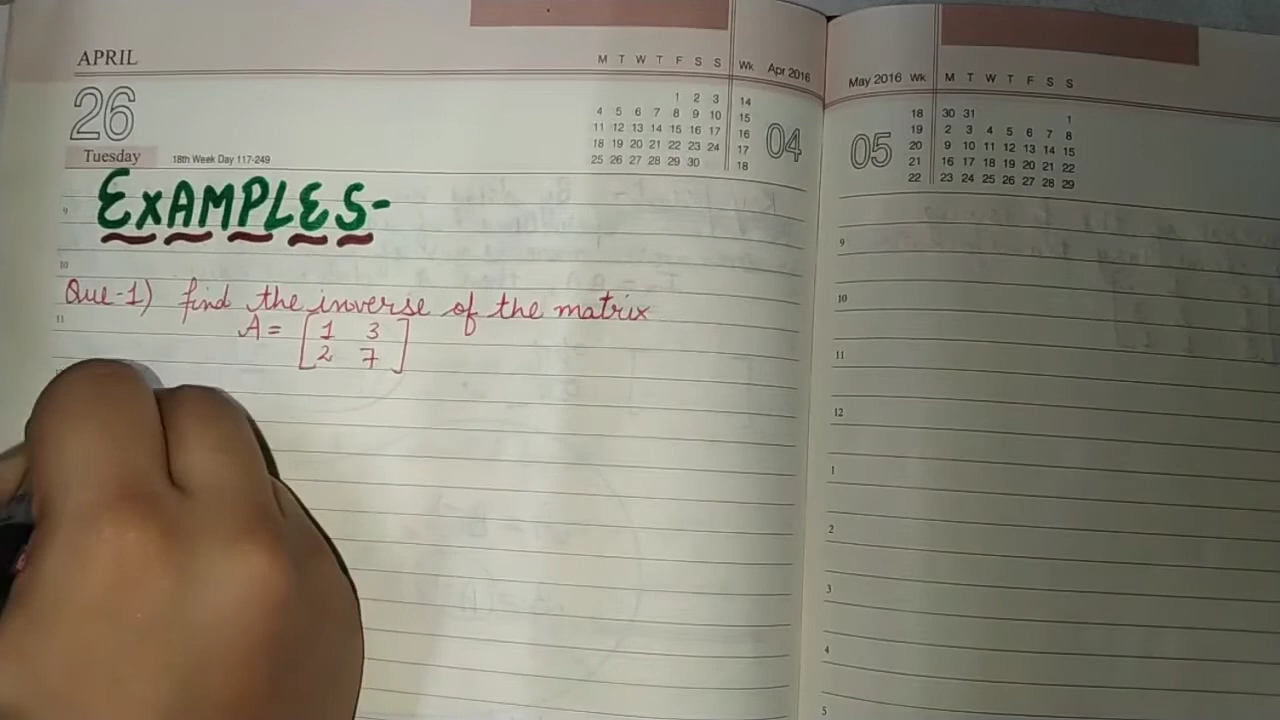 APRIL
26
Tuesday
18th Week Day 117-249
M T W T F S S Wk Apr 2016
1 2 3 14
4 5 6 7 8 9 10 15
11 12 13 14 15 16 17 16
18 19 20 21 22 23 24 17
25 26 27 28 29 30 18
04
EXAMPLES-
9
10
Que-1) find the inverse of the matrix
11
A = [1 3
2 7]
May 2016 Wk M T W T F S S
05
18 30 31 1
19 2 3 4 5 6 7 8
20 9 10 11 12 13 14 15
21 16 17 18 19 20 21 22
22 23 24 25 26 27 28 29
9
10
11
12
1
2
3
4
5